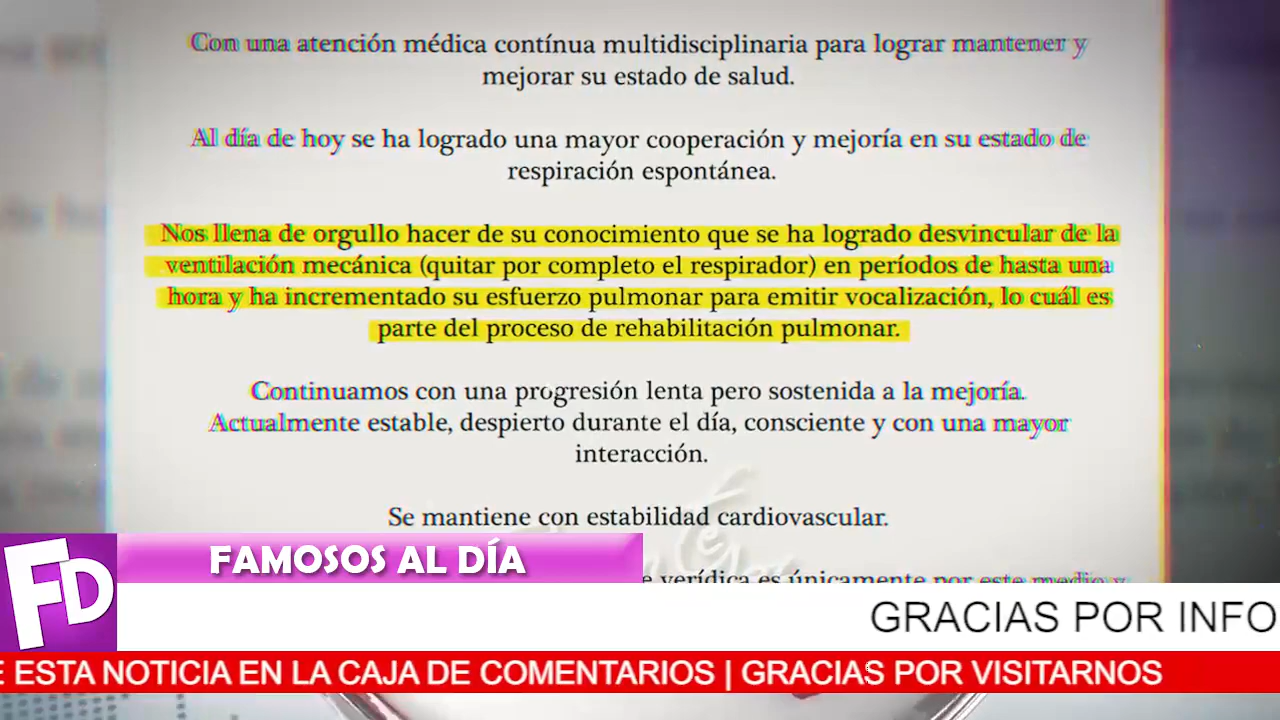 Con una atención médica contínua multidisciplinaria para lograr mantener y
mejorar su estado de salud.
Al día de hoy se ha logrado una mayor cooperación y mejoría en su estado de
respiración espontánea.
Nos llena de orgullo hacer de su conocimiento que se ha logrado desvincular de la
ventilación mecánica (quitar por completo el respirador) en períodos de hasta una
hora y ha incrementado su esfuerzo pulmonar para emitir vocalización, lo cuál es
parte del proceso de rehabilitación pulmonar.
Continuamos con una progresión lenta pero sostenida a la mejoría.
Actualmente estable, despierto durante el día, consciente y con una mayor
interacción.
Se mantiene con estabilidad cardiovascular.
verídica es únicamente por este medio y
FD
FAMOSOS AL DÍA
GRACIAS POR INFO
E ESTA NOTICIA EN LA CAJA DE COMENTARIOS | GRACIAS POR VISITARNOS